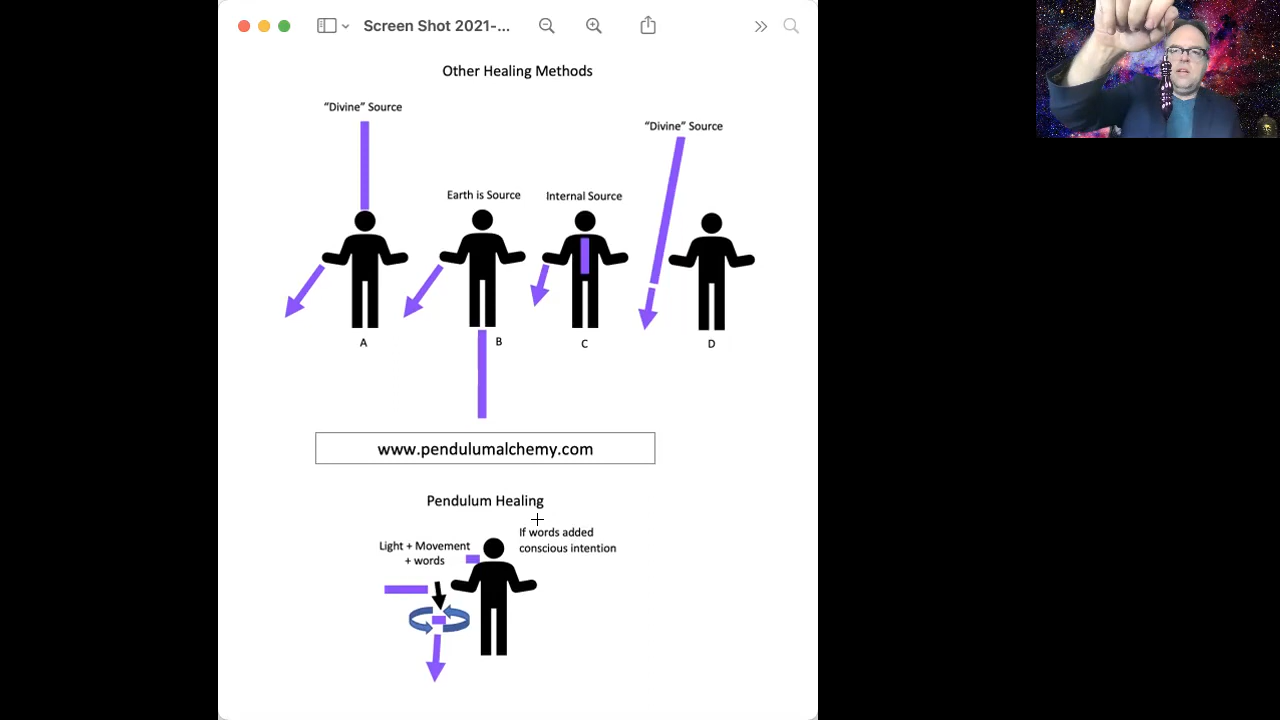 Screen Shot 2021-...
Other Healing Methods
“Divine” Source
“Divine” Source
Earth is Source
Internal Source
A
B
C
D
www.pendulumalchemy.com
Pendulum Healing
If words added
conscious intention
Light + Movement
+ words